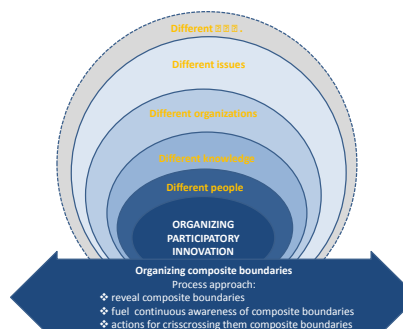 Different
Different issues
Different organizations
Different knowledge
Different people
ORGANIZING
PARTICIPATORY
INNOVATION
Organizing composite boundaries
Process approach:
❖ reveal composite boundaries
❖ fuel continuous awareness of composite boundaries
❖ actions for crisscrossing them composite boundaries